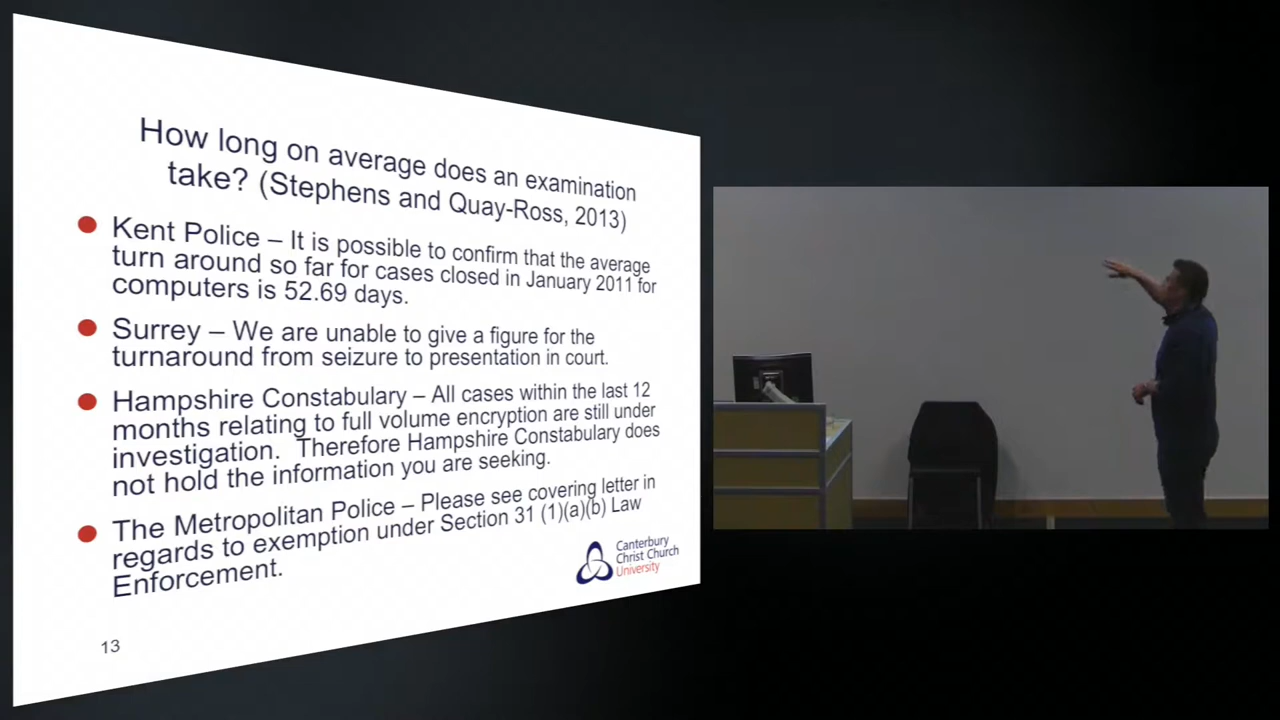 How long on average does an examination
take? (Stephens and Quay-Ross, 2013)
Kent Police – It is possible to confirm that the average
turn around so far for cases closed in January 2011 for
computers is 52.69 days.
Surrey – We are unable to give a figure for the
turnaround from seizure to presentation in court.
Hampshire Constabulary – All cases within the last 12
months relating to full volume encryption are still under
investigation.  Therefore Hampshire Constabulary does
not hold the information you are seeking.
The Metropolitan Police – Please see covering letter in
regards to exemption under Section 31 (1)(a)(b) Law
Enforcement.
Canterbury
Christ Church
University
13